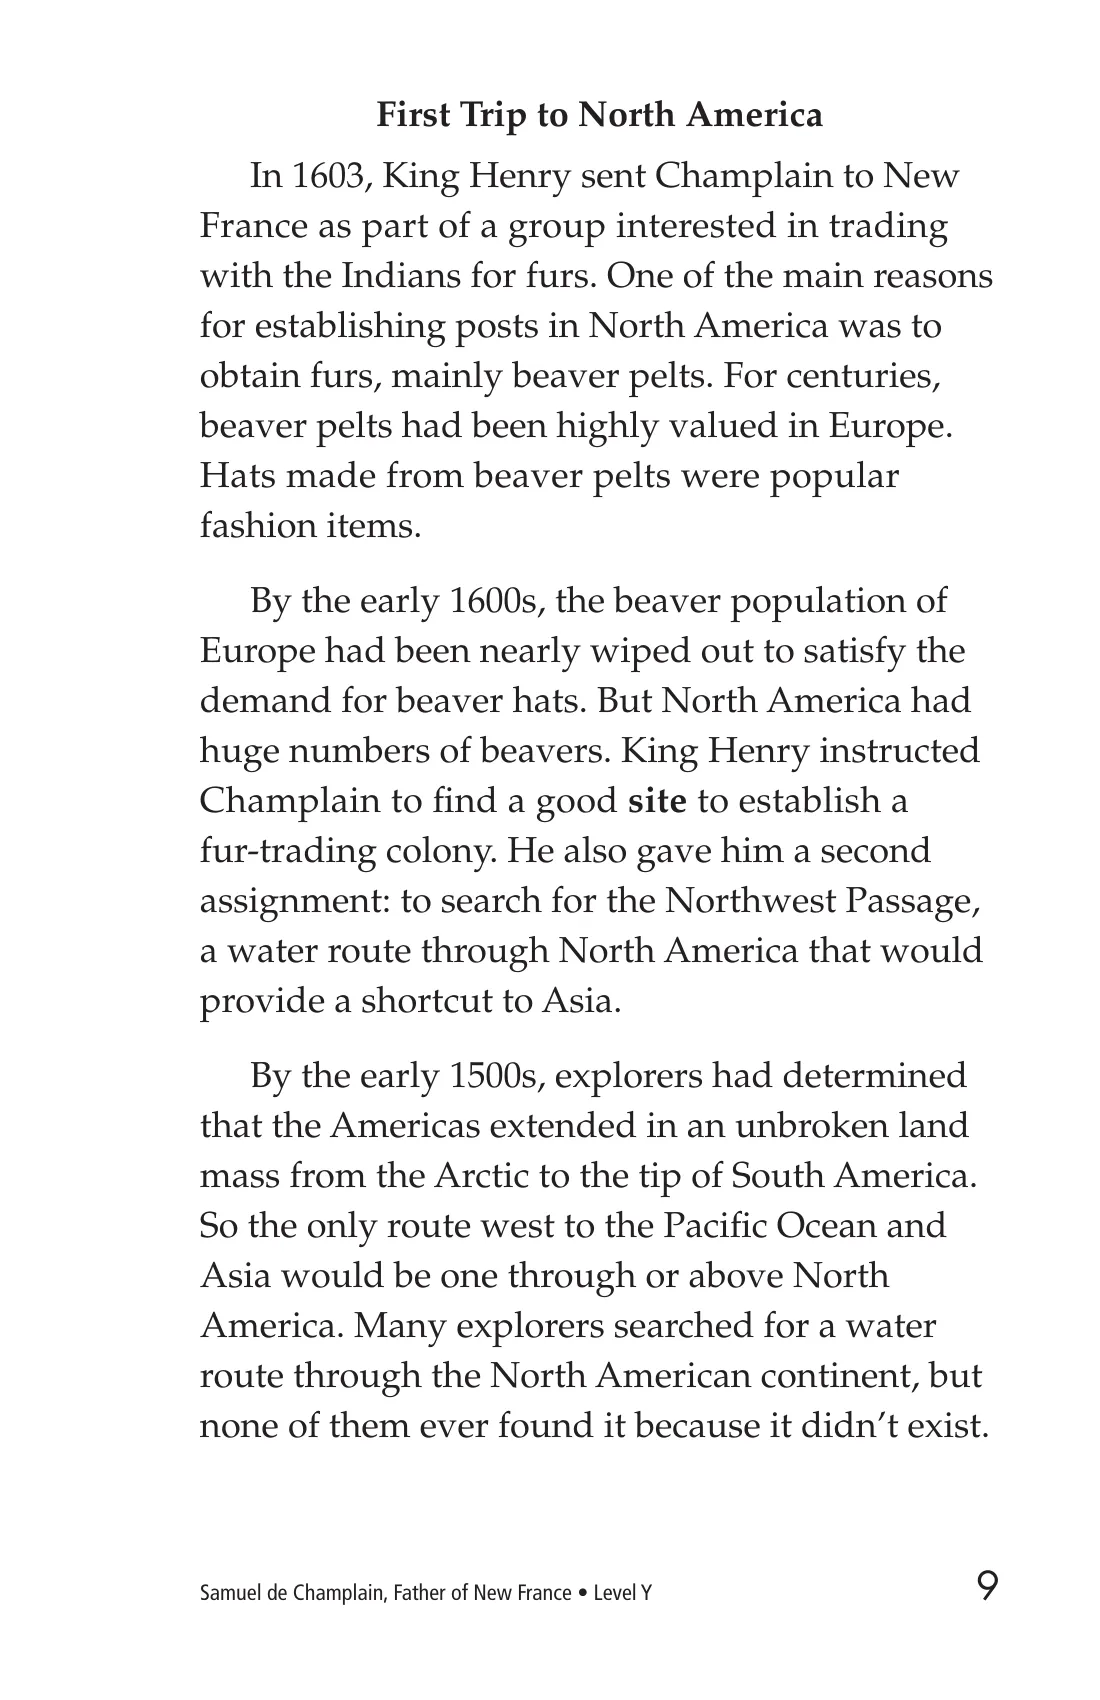 First Trip to North America
In 1603, King Henry sent Champlain to New
France as part of a group interested in trading
with the Indians for furs. One of the main reasons
for establishing posts in North America was to
obtain furs, mainly beaver pelts. For centuries,
beaver pelts had been highly valued in Europe.
Hats made from beaver pelts were popular
fashion items.
By the early 1600s, the beaver population of
Europe had been nearly wiped out to satisfy the
demand for beaver hats. But North America had
huge numbers of beavers. King Henry instructed
Champlain to find a good site to establish a
fur-trading colony. He also gave him a second
assignment: to search for the Northwest Passage,
a water route through North America that would
provide a shortcut to Asia.
By the early 1500s, explorers had determined
that the Americas extended in an unbroken land
mass from the Arctic to the tip of South America.
So the only route west to the Pacific Ocean and
Asia would be one through or above North
America. Many explorers searched for a water
route through the North American continent, but
none of them ever found it because it didn’t exist.
Samuel de Champlain, Father of New France • Level Y 9